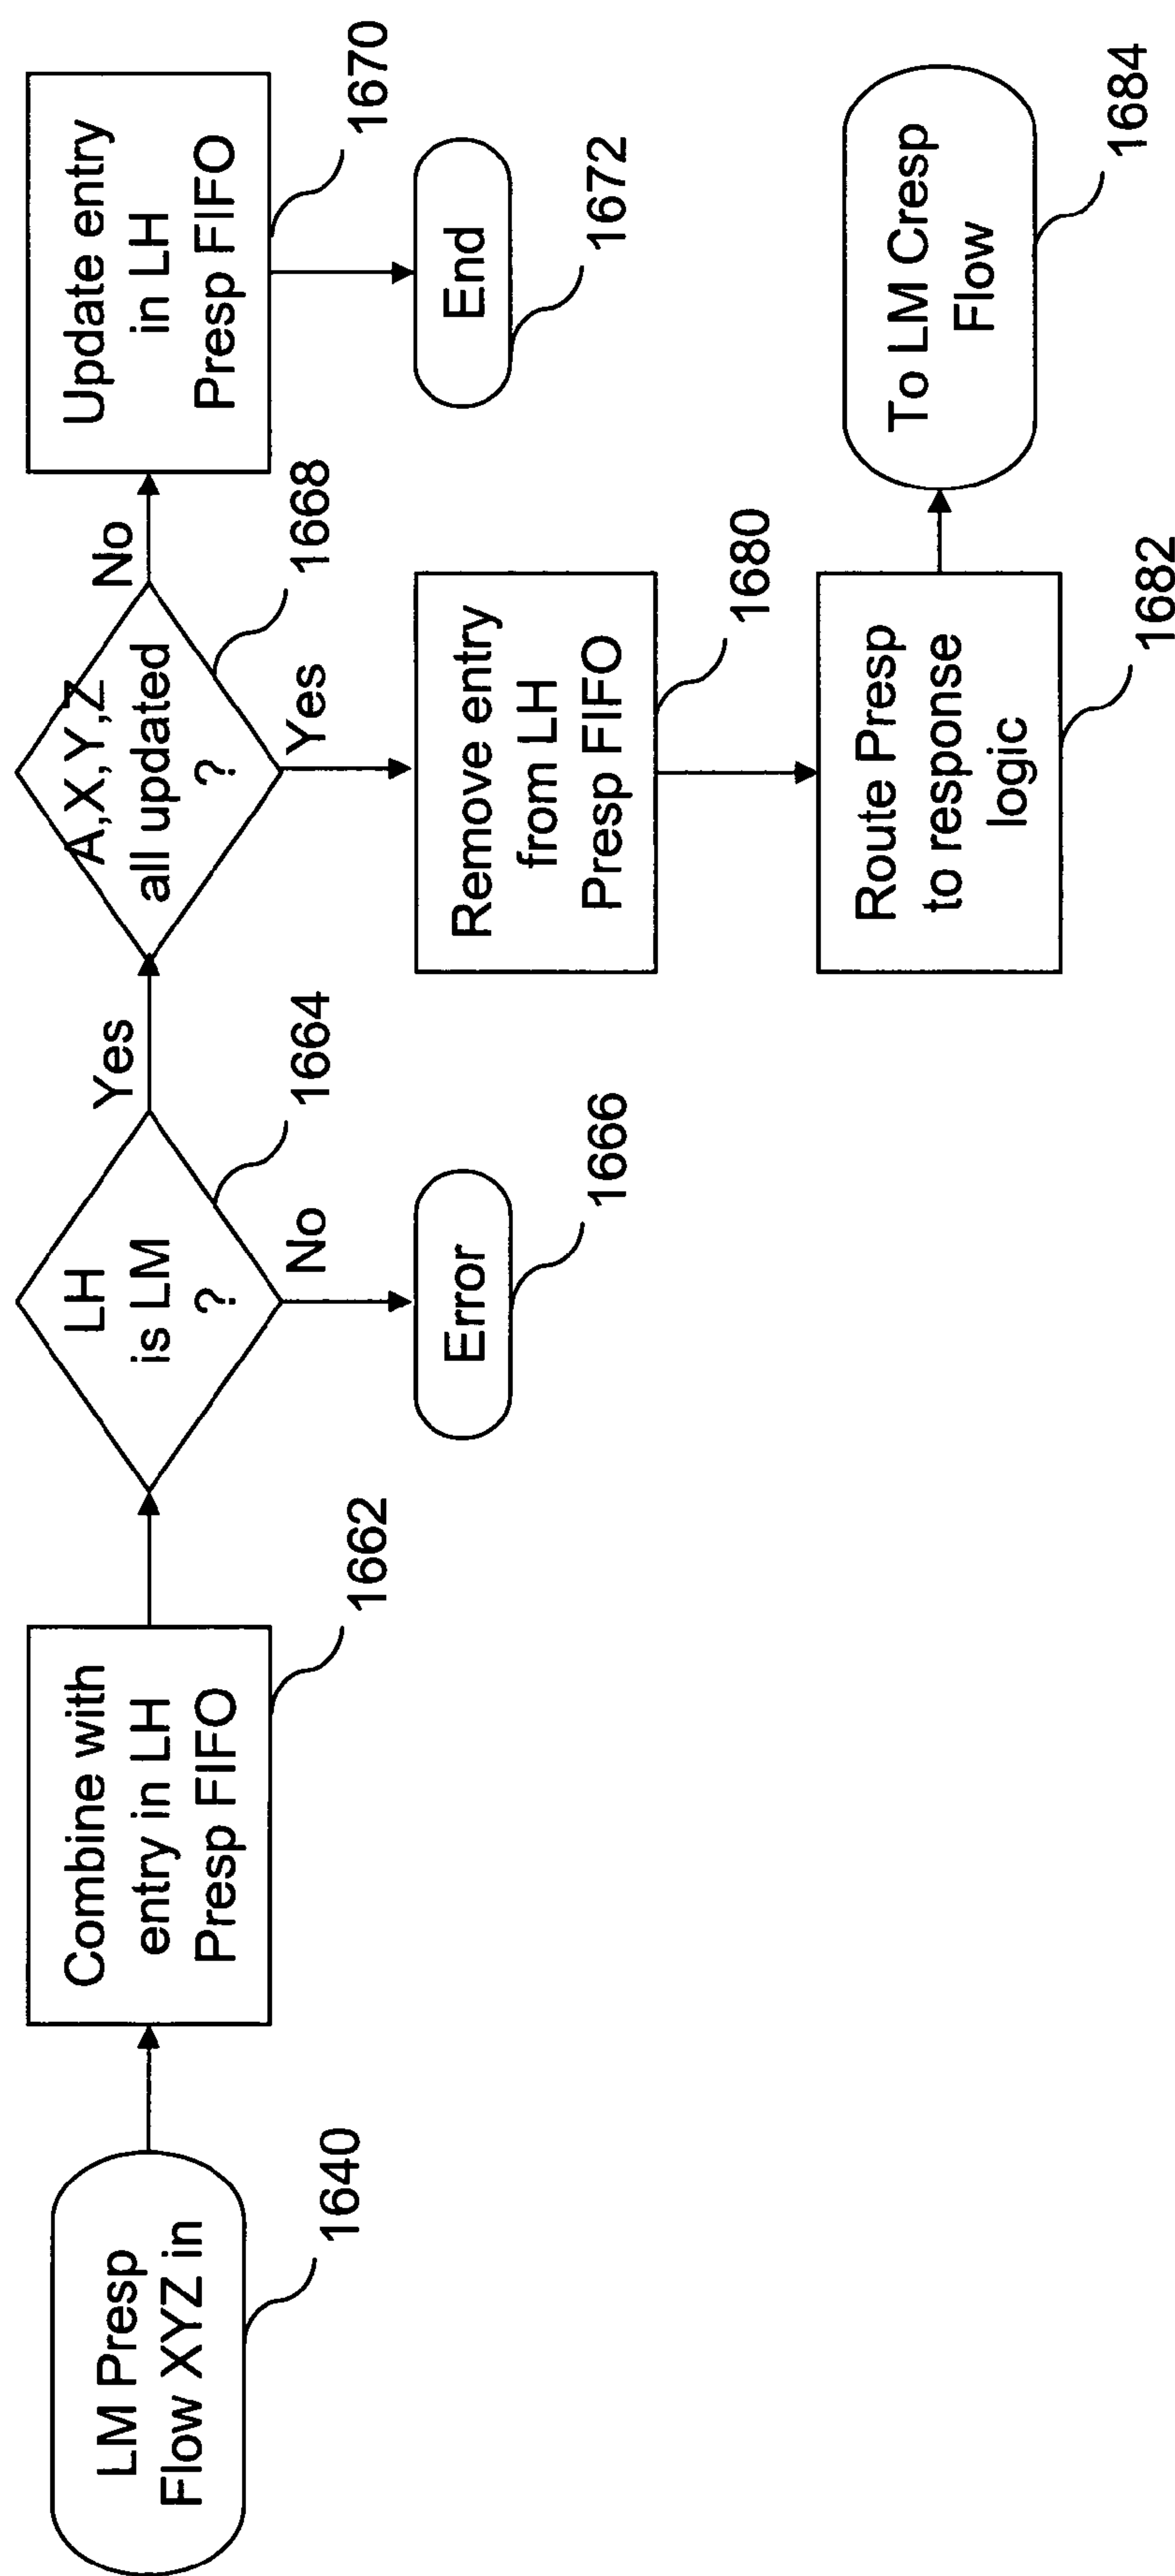 LM Presp
Flow XYZ in
1640
Combine with
entry in LH
Presp FIFO
1662
LH
is LM
?
1664
No
Error
1666
Yes
A,X,Y,Z
all updated
?
1668
No
Update entry
in LH
Presp FIFO
1670
End
1672
Yes
Remove entry
from LH
Presp FIFO
1680
Route Presp
to response
logic
1682
To LM Cresp
Flow
1684